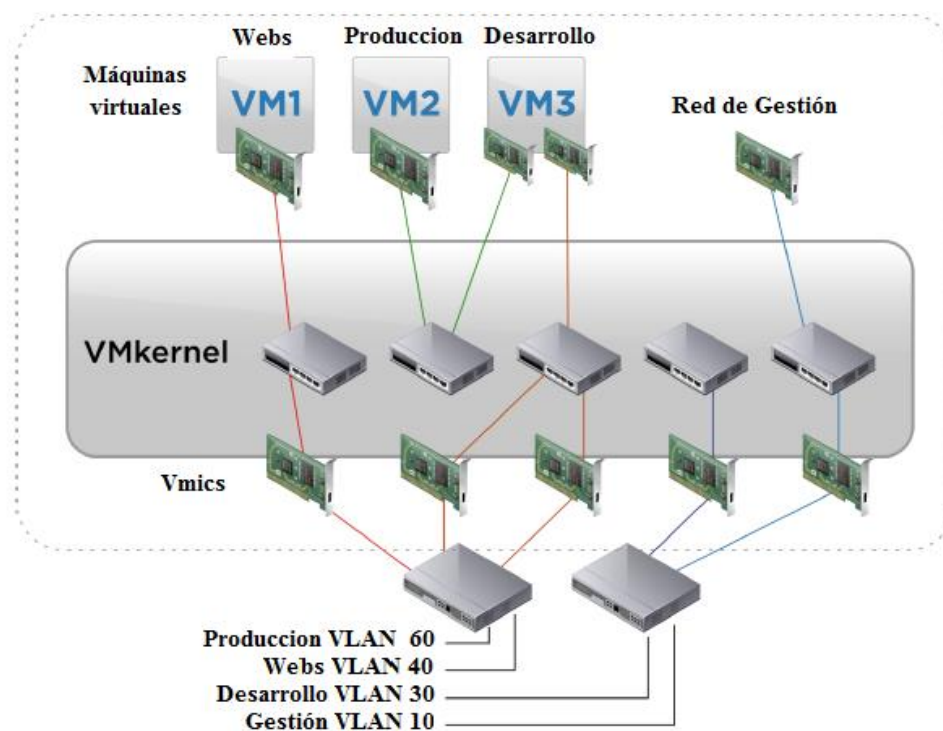 Webs
Produccion
Desarrollo
Máquinas
virtuales
VM1
VM2
VM3
Red de Gestión
VMkernel
Vmics
Produccion VLAN 60
Webs VLAN 40
Desarrollo VLAN 30
Gestión VLAN 10